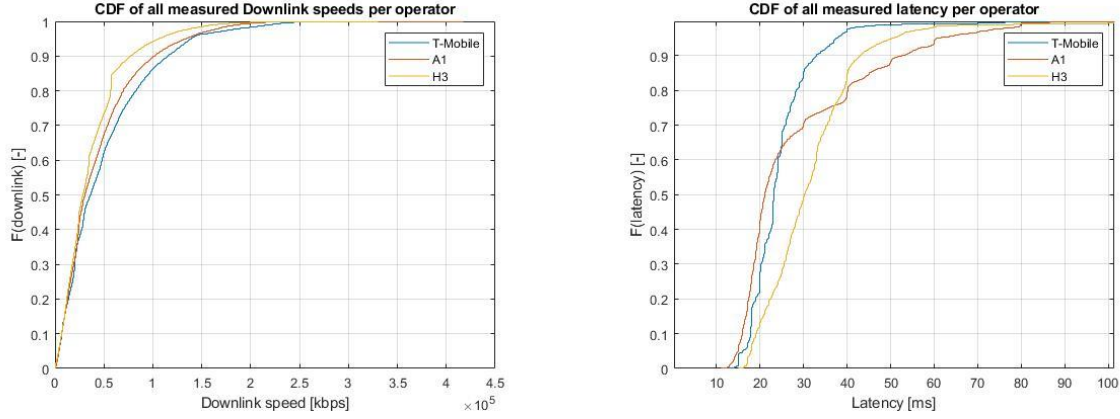 CDF of all measured Downlink speeds per operator
1
0.9
0.8
0.7
0.6
0.5
0.4
0.3
0.2
0.1
0
F(downlink) [-]
T-Mobile
A1
H3
0 0.5 1 1.5 2 2.5 3 3.5 4 4.5
Downlink speed [kbps]
×10⁵
CDF of all measured latency per operator
1
0.9
0.8
0.7
0.6
0.5
0.4
0.3
0.2
0.1
0
F(latency) [-]
T-Mobile
A1
H3
10 20 30 40 50 60 70 80 90 100
Latency [ms]